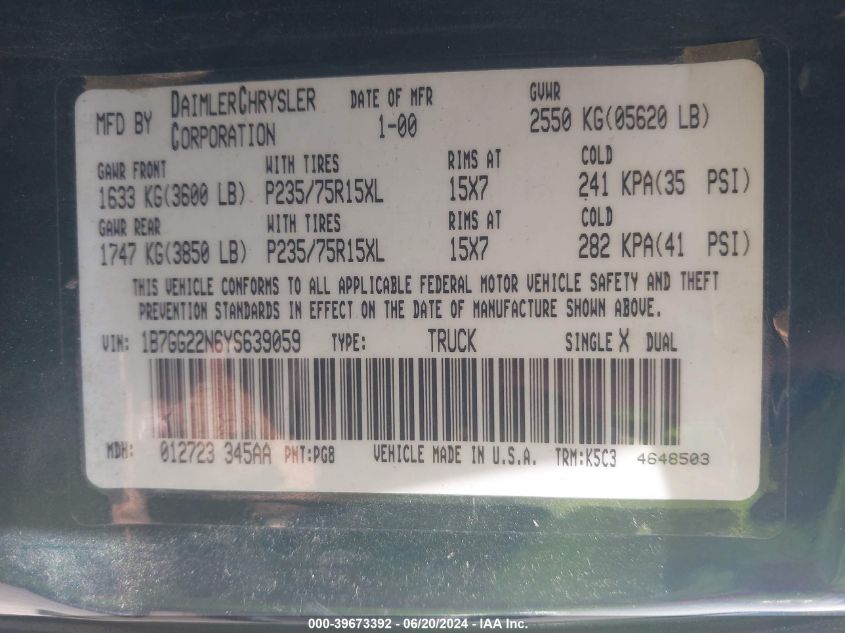 MFD BY DAIMLERCHRYSLER CORPORATION DATE OF MFR 1-00 GVWR 2550 KG(05620 LB)
GAWR FRONT WITH TIRES RIMS AT COLD
1633 KG(3600 LB) P235/75R15XL 15X7 241 KPA(35 PSI)
GAWR REAR WITH TIRES RIMS AT COLD
1747 KG(3850 LB) P235/75R15XL 15X7 282 KPA(41 PSI)
THIS VEHICLE CONFORMS TO ALL APPLICABLE FEDERAL MOTOR VEHICLE SAFETY AND THEFT
PREVENTION STANDARDS IN EFFECT ON THE DATE OF MANUFACTURE SHOWN ABOVE.
VIN: 1B7GG22N6YS639059 TYPE: TRUCK SINGLE X DUAL
MDH: 012723 345AA PNT:PG8 VEHICLE MADE IN U.S.A. TRM:K5C3 4648503
000-39673392 - 06/20/2024 - IAA Inc.